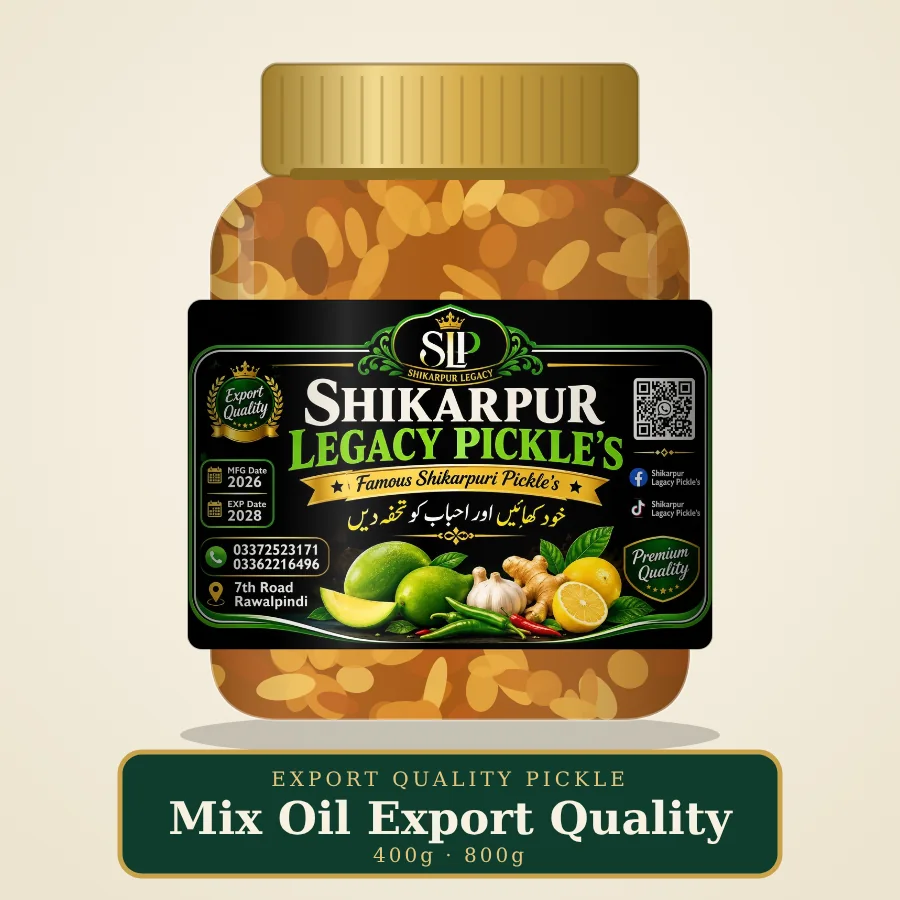 SLP
SHIKARPUR LEGACY
SHIKARPUR
LEGACY PICKLE'S
Famous Shikarpuri Pickle's
خود کھائیں اور احباب کو تحفہ دیں
Export
Quality
MFG Date
2026
EXP Date
2028
03372523171
03362216496
7th Road
Rawalpindi
Shikarpur
Legacy Pickle's
Shikarpur
Legacy Pickle's
Premium
Quality
EXPORT QUALITY PICKLE
Mix Oil Export Quality
400g · 800g